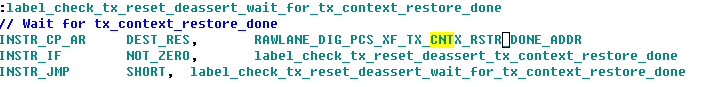 :label_check_tx_reset_deassert_wait_for_tx_context_restore_done
// Wait for tx_context_restore_done
INSTR_CP_AR DEST_RES, RAWLANE_DIG_PCS_XF_TX_CNTX_RSTR_DONE_ADDR
INSTR_IF NOT_ZERO, label_check_tx_reset_deassert_tx_context_restore_done
INSTR_JMP SHORT, label_check_tx_reset_deassert_wait_for_tx_context_restore_done